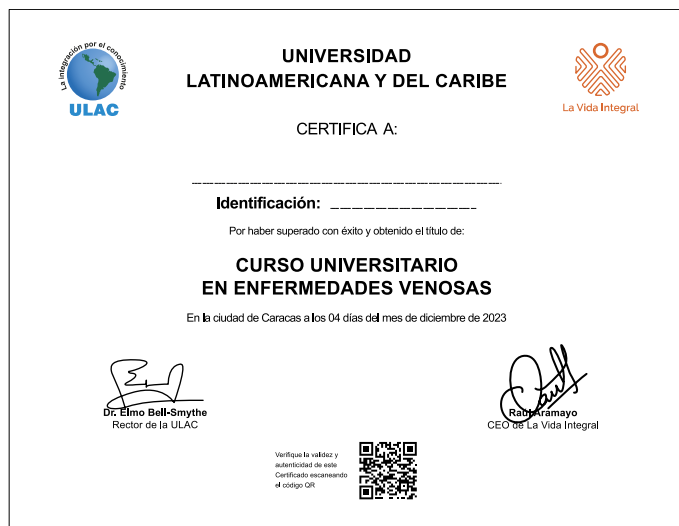 La integración por el conocimiento
ULAC
UNIVERSIDAD
LATINOAMERICANA Y DEL CARIBE
La Vida Integral
CERTIFICA A:
Identificación:
Por haber superado con éxito y obtenido el título de:
CURSO UNIVERSITARIO
EN ENFERMEDADES VENOSAS
En la ciudad de Caracas a los 04 días del mes de diciembre de 2023
Dr. Elmo Bell-Smythe
Rector de la ULAC
Raúl Aramayo
CEO de La Vida Integral
Verifique la validez y
autenticidad de este
Certificado escaneando
el código QR